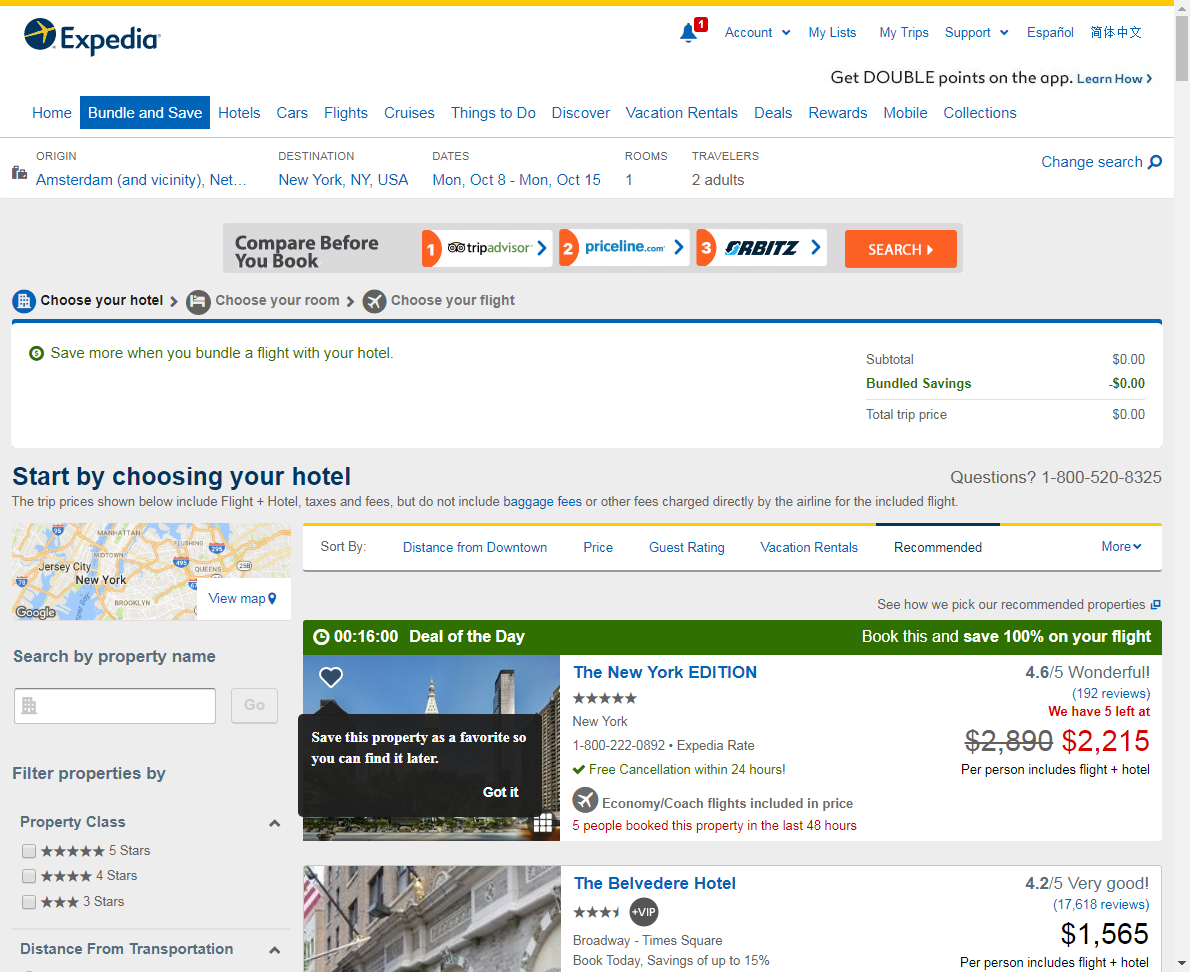 Expedia
1
Account
My Lists
My Trips
Support
Español
简体中文
Get DOUBLE points on the app. Learn How
Home
Bundle and Save
Hotels
Cars
Flights
Cruises
Things to Do
Discover
Vacation Rentals
Deals
Rewards
Mobile
Collections
ORIGIN
Amsterdam (and vicinity), Net...
DESTINATION
New York, NY, USA
DATES
Mon, Oct 8 - Mon, Oct 15
ROOMS
1
TRAVELERS
2 adults
Change search
Compare Before
You Book
1 tripadvisor
2 priceline.com
3 ORBITZ
SEARCH
Choose your hotel
Choose your room
Choose your flight
Save more when you bundle a flight with your hotel.
Subtotal $0.00
Bundled Savings -$0.00
Total trip price $0.00
Start by choosing your hotel
Questions? 1-800-520-8325
The trip prices shown below include Flight + Hotel, taxes and fees, but do not include baggage fees or other fees charged directly by the airline for the included flight.
MANHATTAN
FLUSHING
95
295
MIDTOWN
Jersey City
495
QUEENS
25B
New York
78
BROOKLYN
Google
View map
Sort By:
Distance from Downtown
Price
Guest Rating
Vacation Rentals
Recommended
More
See how we pick our recommended properties
Search by property name
Go
Filter properties by
Property Class
5 Stars
4 Stars
3 Stars
Distance From Transportation
00:16:00 Deal of the Day
Book this and save 100% on your flight
Save this property as a favorite so
you can find it later.
Got it
The New York EDITION
New York
1-800-222-0892 • Expedia Rate
Free Cancellation within 24 hours!
Economy/Coach flights included in price
5 people booked this property in the last 48 hours
4.6/5 Wonderful!
(192 reviews)
We have 5 left at
$2,890 $2,215
Per person includes flight + hotel
The Belvedere Hotel
+VIP
Broadway - Times Square
Book Today, Savings of up to 15%
4.2/5 Very good!
(17,618 reviews)
$1,565
Per person includes flight + hotel